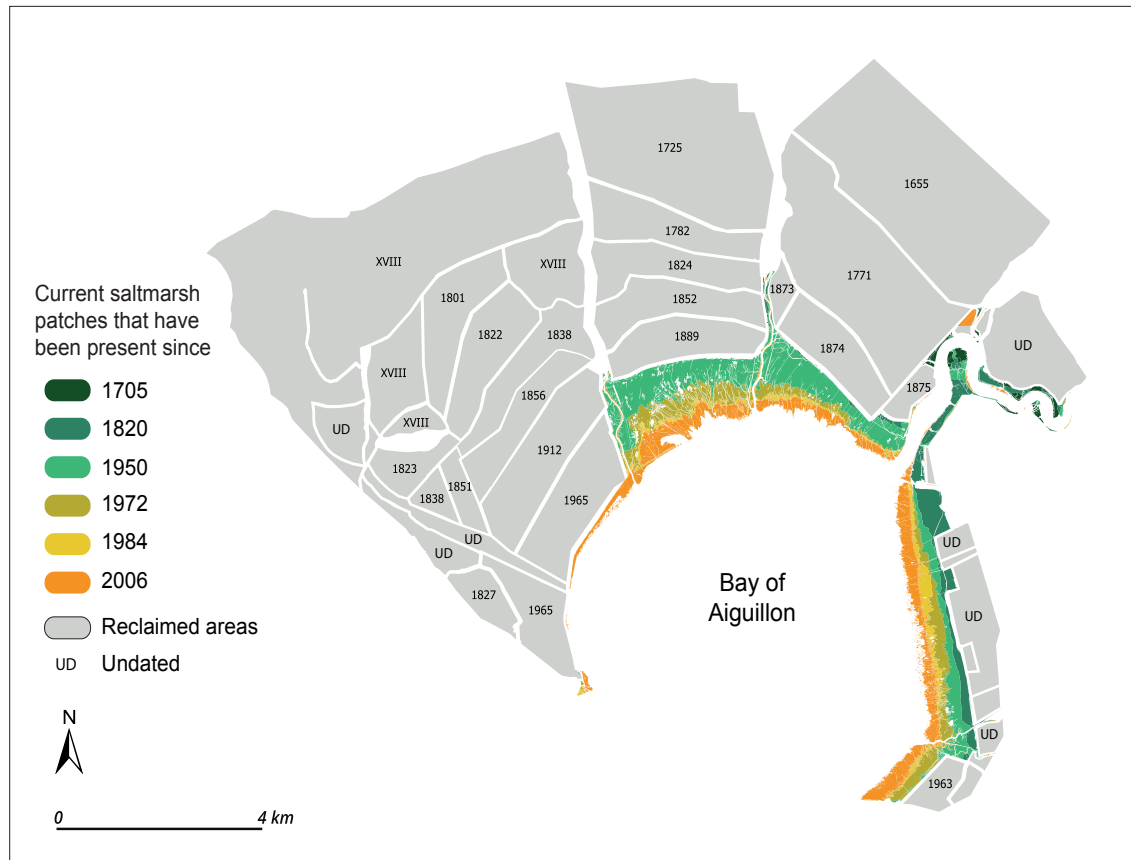 1725
1655
1782
XVIII
XVIII
1824
1771
1873
1801
1852
1822
1838
1889
1874
UD
XVIII
1875
1856
XVIII
UD
1912
1823
1851
1838
1965
UD
UD
UD
1827
1965
UD
UD
1963
Current saltmarsh
patches that have
been present since
1705
1820
1950
1972
1984
2006
Reclaimed areas
UD Undated
Bay of
Aiguillon
N
0 4 km